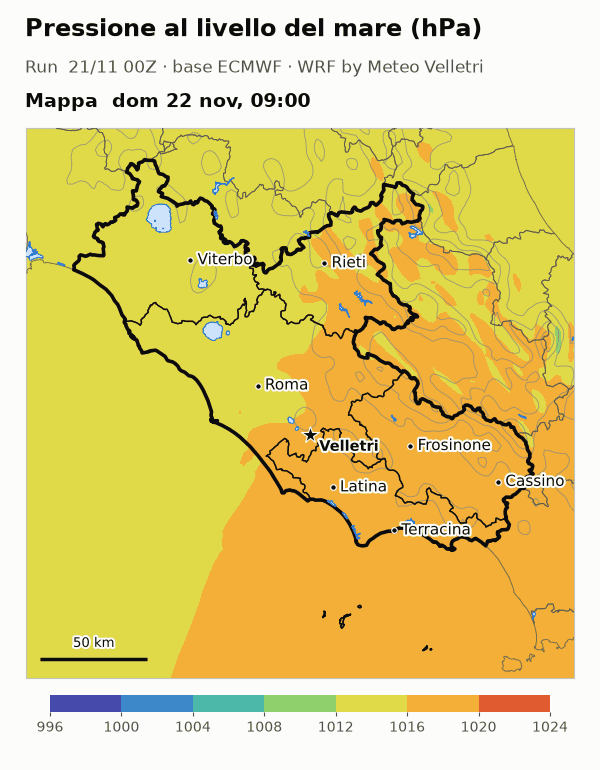 Pressione al livello del mare (hPa)
Run  21/11 00Z · base ECMWF · WRF by Meteo Velletri
Mappa  dom 22 nov, 09:00
Viterbo
Rieti
Roma
Velletri
Frosinone
Latina
Cassino
Terracina
50 km
996 1000 1004 1008 1012 1016 1020 1024